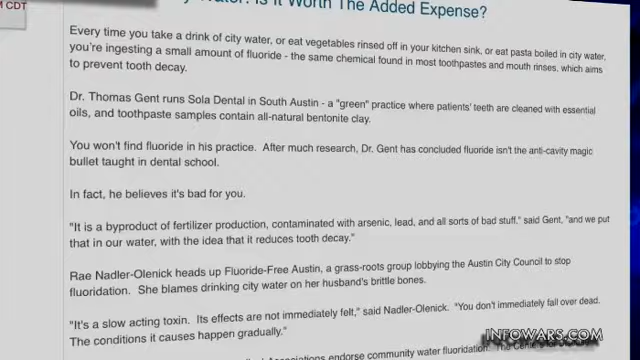 M CDT
Water: Is It Worth The Added Expense?
Every time you take a drink of city water, or eat vegetables rinsed off in your kitchen sink, or eat pasta boiled in city water,
you're ingesting a small amount of fluoride - the same chemical found in most toothpastes and mouth rinses, which aims
to prevent tooth decay.
Dr. Thomas Gent runs Sola Dental in South Austin - a "green" practice where patients' teeth are cleaned with essential
oils, and toothpaste samples contain all-natural bentonite clay.
You won't find fluoride in his practice. After much research, Dr. Gent has concluded fluoride isn't the anti-cavity magic
bullet taught in dental school.
In fact, he believes it's bad for you.
"It is a byproduct of fertilizer production, contaminated with arsenic, lead, and all sorts of bad stuff," said Gent, "and we put
that in our water, with the idea that it reduces tooth decay."
Rae Nadler-Olenick heads up Fluoride-Free Austin, a grass-roots group lobbying the Austin City Council to stop
fluoridation. She blames drinking city water on her husband's brittle bones.
"It's a slow acting toxin. Its effects are not immediately felt," said Nadler-Olenick. "You don't immediately fall over dead.
The conditions it causes happen gradually."
INFOWARS.COM
Associations endorse community water fluoridation. The